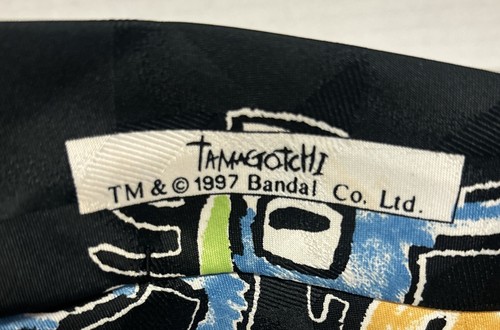 TAMAGOTCHI
TM & © 1997 Bandai Co. Ltd.